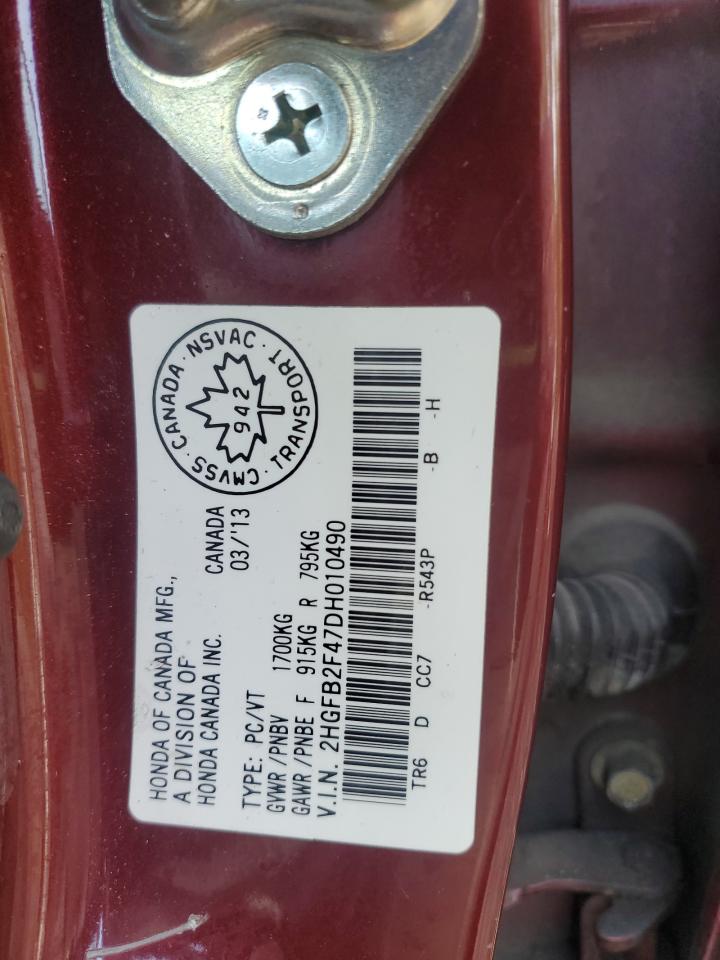 HONDA OF CANADA MFG.,
A DIVISION OF
HONDA CANADA INC.
CANADA
03/'13
CMVSS · CANADA · NSVAC · TRANSPORT ·
942
TYPE: PC/VT
GVWR/PNBV 1700KG
GAWR/PNBE F 915KG R 795KG
V.I.N. 2HGFB2F47DH010490
TR6 D CC7 -R543P -B -H